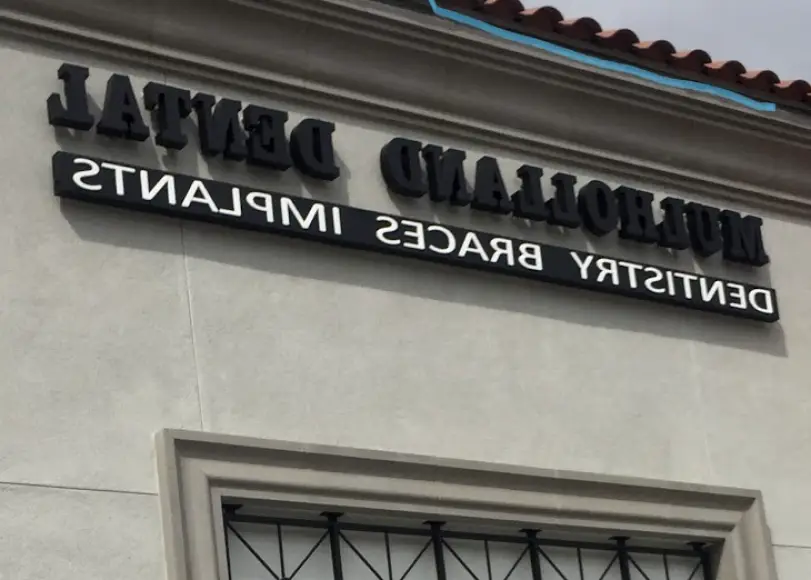 MULHOLLAND DENTAL
DENTISTRY BRACES IMPLANTS